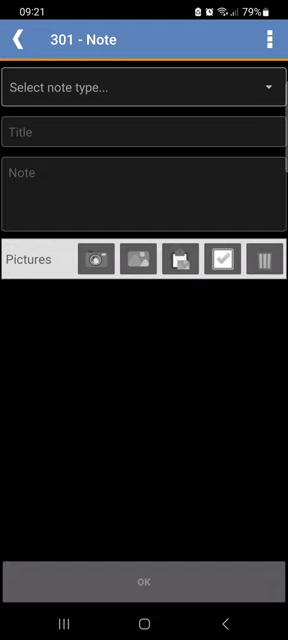 09:21
79%
301 - Note
Select note type...
Title
Note
Pictures
OK